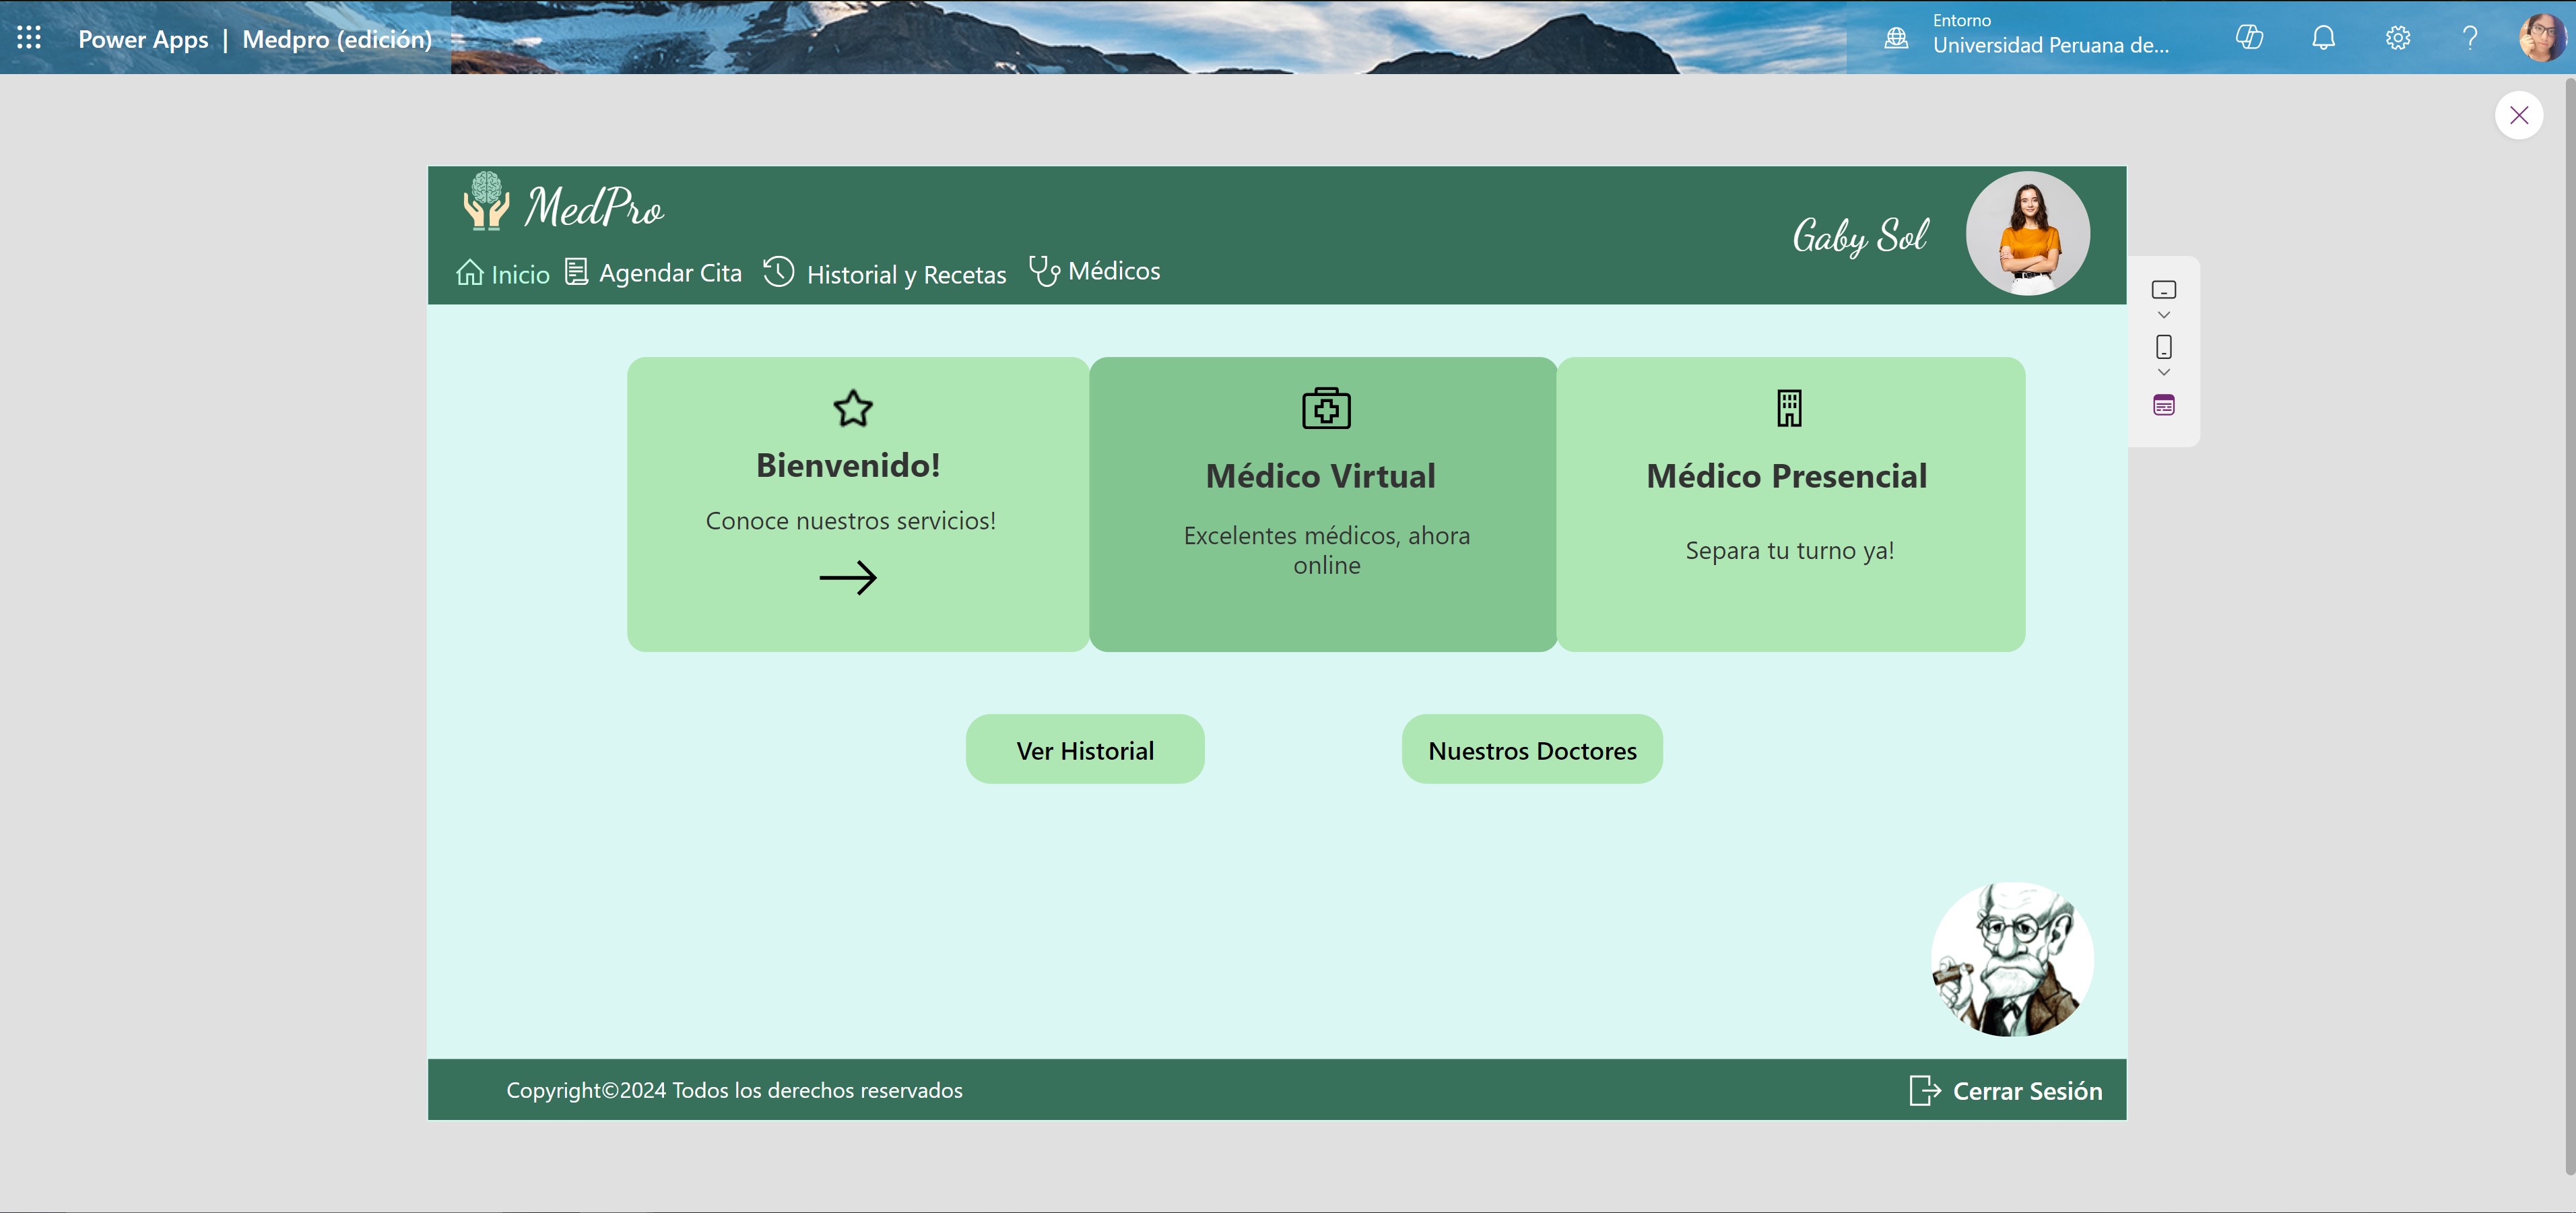 Power Apps | Medpro (edición)
Entorno
Universidad Peruana de...
MedPro
Gaby Sol
Inicio Agendar Cita Historial y Recetas Médicos
Bienvenido!
Conoce nuestros servicios!
Médico Virtual
Excelentes médicos, ahora
online
Médico Presencial
Separa tu turno ya!
Ver Historial
Nuestros Doctores
Copyright©2024 Todos los derechos reservados
Cerrar Sesión